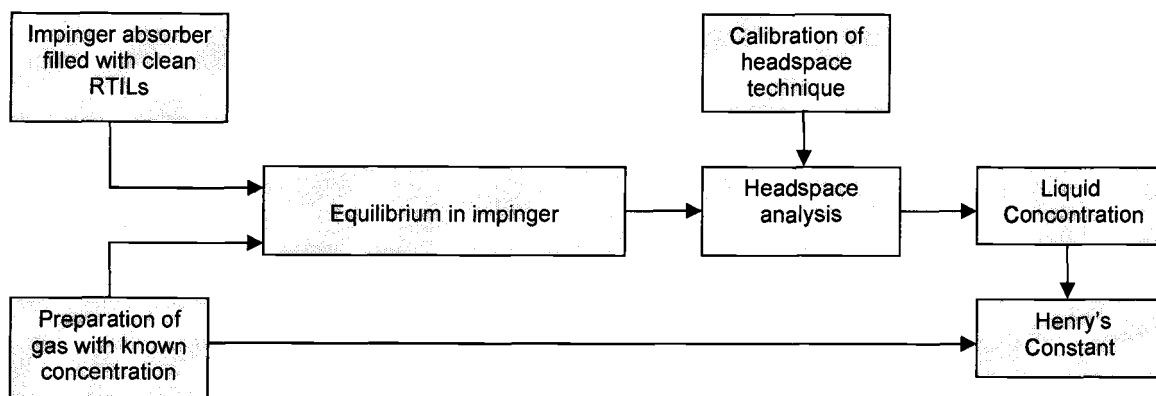 Impinger absorber
filled with clean
RTILs
Calibration of
headspace
technique
Equilibrium in impinger
Headspace
analysis
Liquid
Concentration
Preparation of
gas with known
concentration
Henry's
Constant